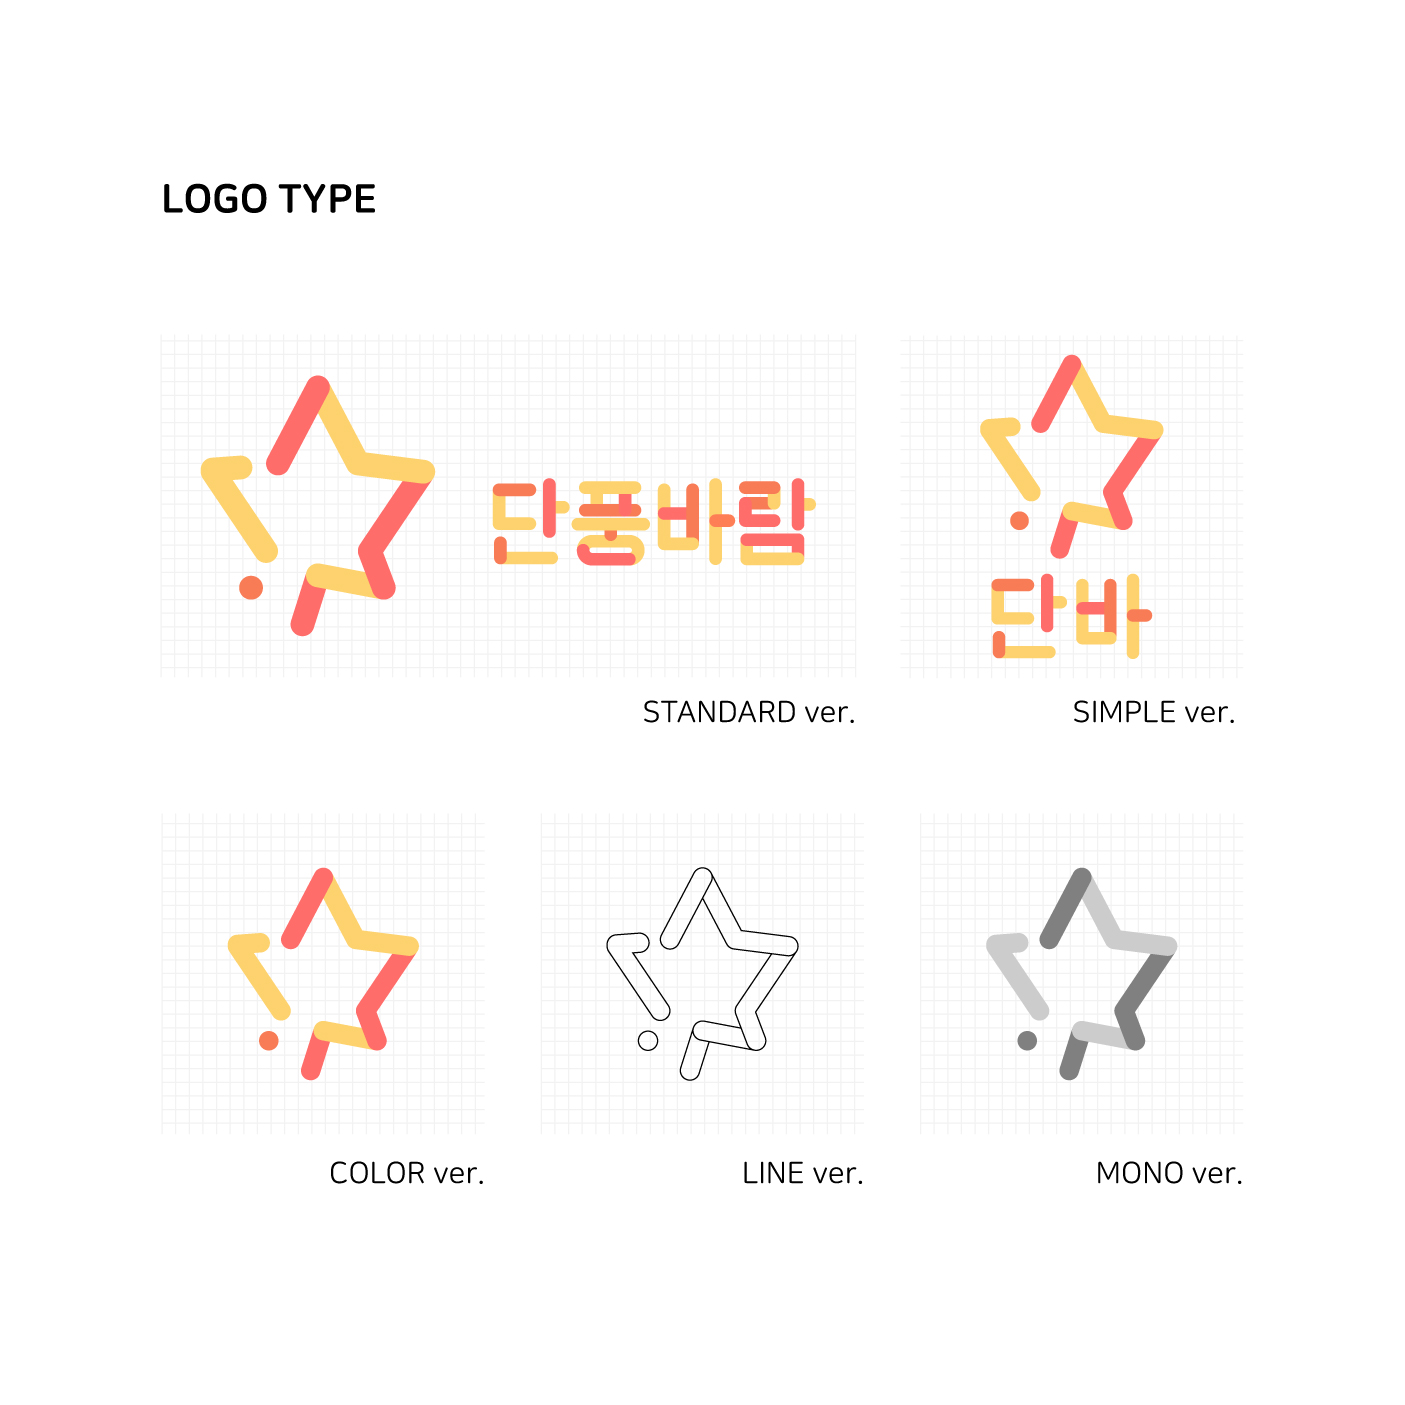 LOGO TYPE
단풍바람
단바
STANDARD ver.
SIMPLE ver.
COLOR ver.
LINE ver.
MONO ver.